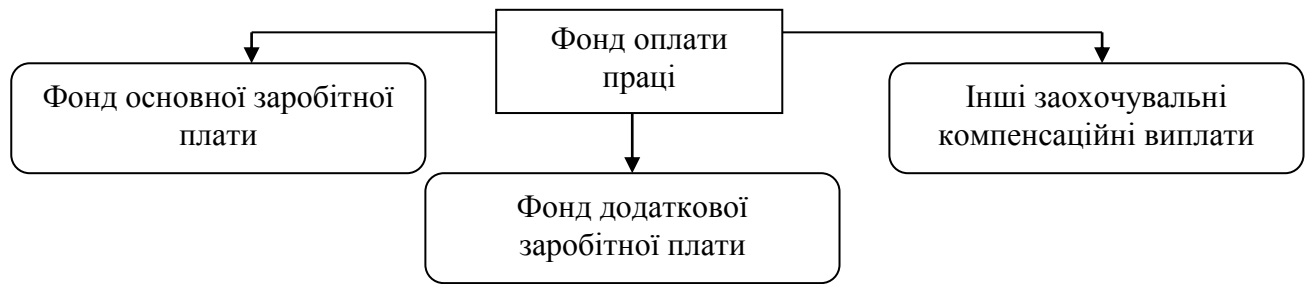 Фонд оплати
праці
Фонд основної заробітної
плати
Інші заохочувальні
компенсаційні виплати
Фонд додаткової
заробітної плати